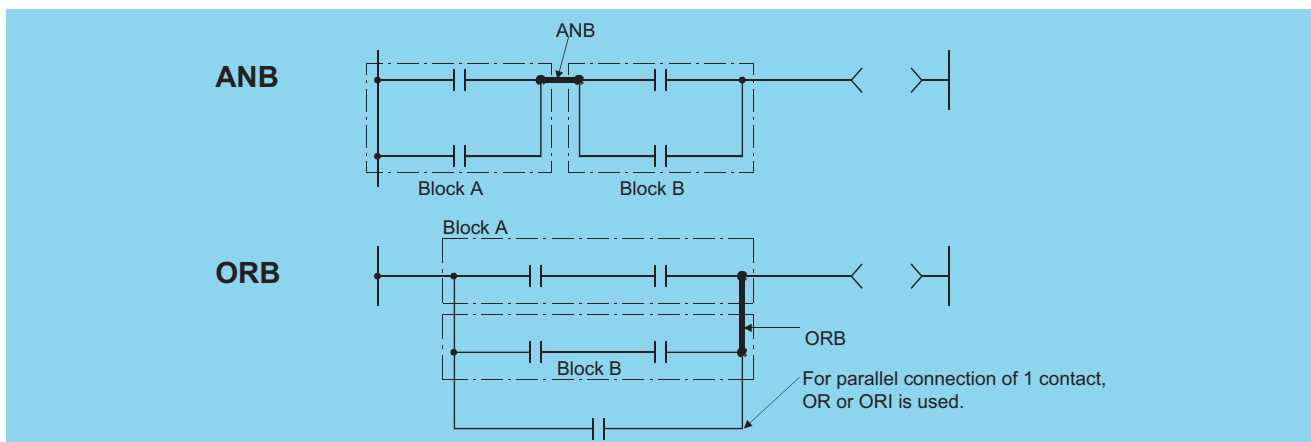 ANB
ANB
Block A
Block B
Block A
ORB
ORB
Block B
For parallel connection of 1 contact,
OR or ORI is used.